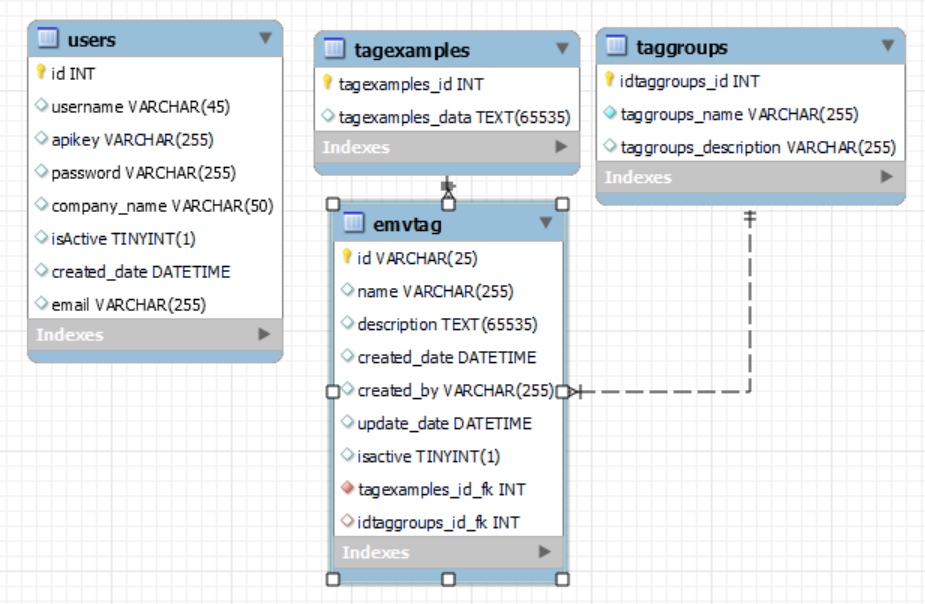 users
id INT
username VARCHAR(45)
apikey VARCHAR(255)
password VARCHAR(255)
company_name VARCHAR(50)
isActive TINYINT(1)
created_date DATETIME
email VARCHAR(255)
Indexes
tagexamples
tagexamples_id INT
tagexamples_data TEXT(65535)
Indexes
taggroups
idtaggroups_id INT
taggroups_name VARCHAR(255)
taggroups_description VARCHAR(255)
Indexes
emvtag
id VARCHAR(25)
name VARCHAR(255)
description TEXT(65535)
created_date DATETIME
created_by VARCHAR(255)
update_date DATETIME
isactive TINYINT(1)
tagexamples_id_fk INT
idtaggroups_id_fk INT
Indexes